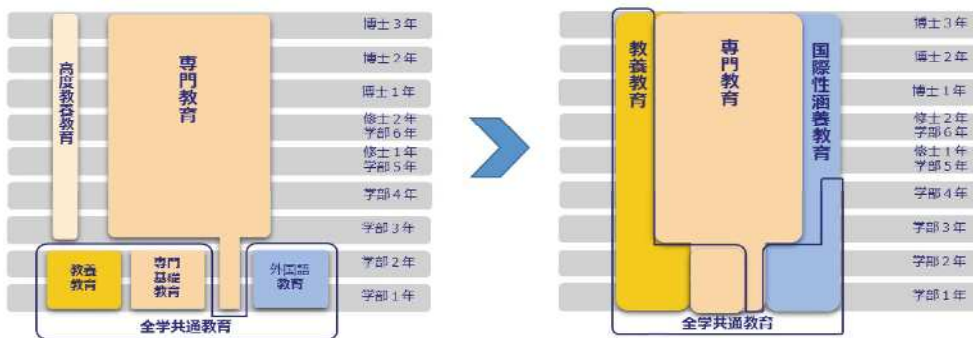 博士3年
博士2年
博士1年
修士2年
学部6年
修士1年
学部5年
学部4年
学部3年
学部2年
学部1年
高度教養教育
専門教育
教養
教育
専門
基礎
教育
外国語
教育
全学共通教育
博士3年
博士2年
博士1年
修士2年
学部6年
修士1年
学部5年
学部4年
学部3年
学部2年
学部1年
教養教育
専門教育
国際性涵養教育
全学共通教育